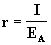 r = I / E_A